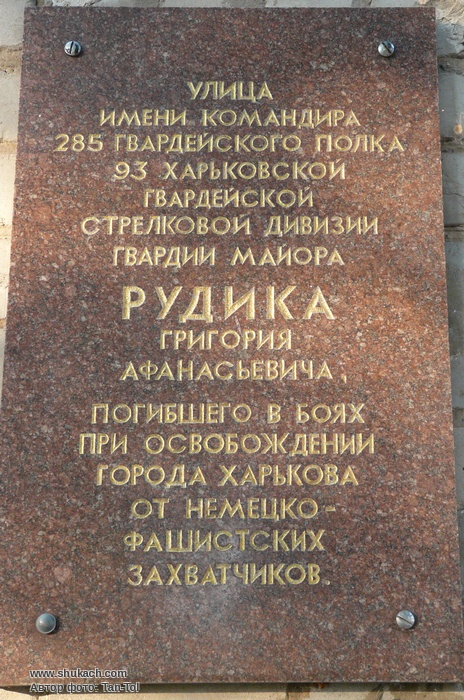 УЛИЦА
ИМЕНИ КОМАНДИРА
285 ГВАРДЕЙСКОГО ПОЛКА
93 ХАРЬКОВСКОЙ
ГВАРДЕЙСКОЙ
СТРЕЛКОВОЙ ДИВИЗИИ
ГВАРДИИ МАЙОРА
РУДИКА
ГРИГОРИЯ
АФАНАСЬЕВИЧА,
ПОГИБШЕГО В БОЯХ
ПРИ ОСВОБОЖДЕНИИ
ГОРОДА ХАРЬКОВА
ОТ НЕМЕЦКО-
ФАШИСТСКИХ
ЗАХВАТЧИКОВ.
www.shukach.com
Автор фото: Tan-Tol